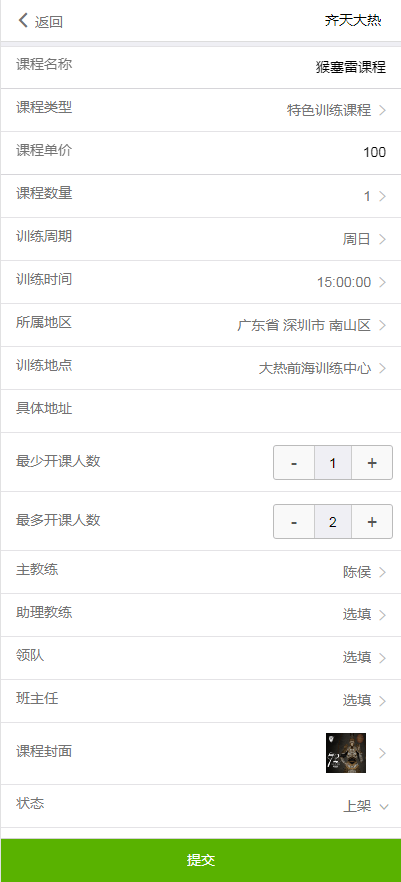 返回 齐天大热
课程名称 猴塞雷课程
课程类型 特色训练课程
课程单价 100
课程数量 1
训练周期 周日
训练时间 15:00:00
所属地区 广东省 深圳市 南山区
训练地点 大热前海训练中心
具体地址
最少开课人数 - 1 +
最多开课人数 - 2 +
主教练 陈侯
助理教练 选填
领队 选填
班主任 选填
课程封面
状态 上架
提交